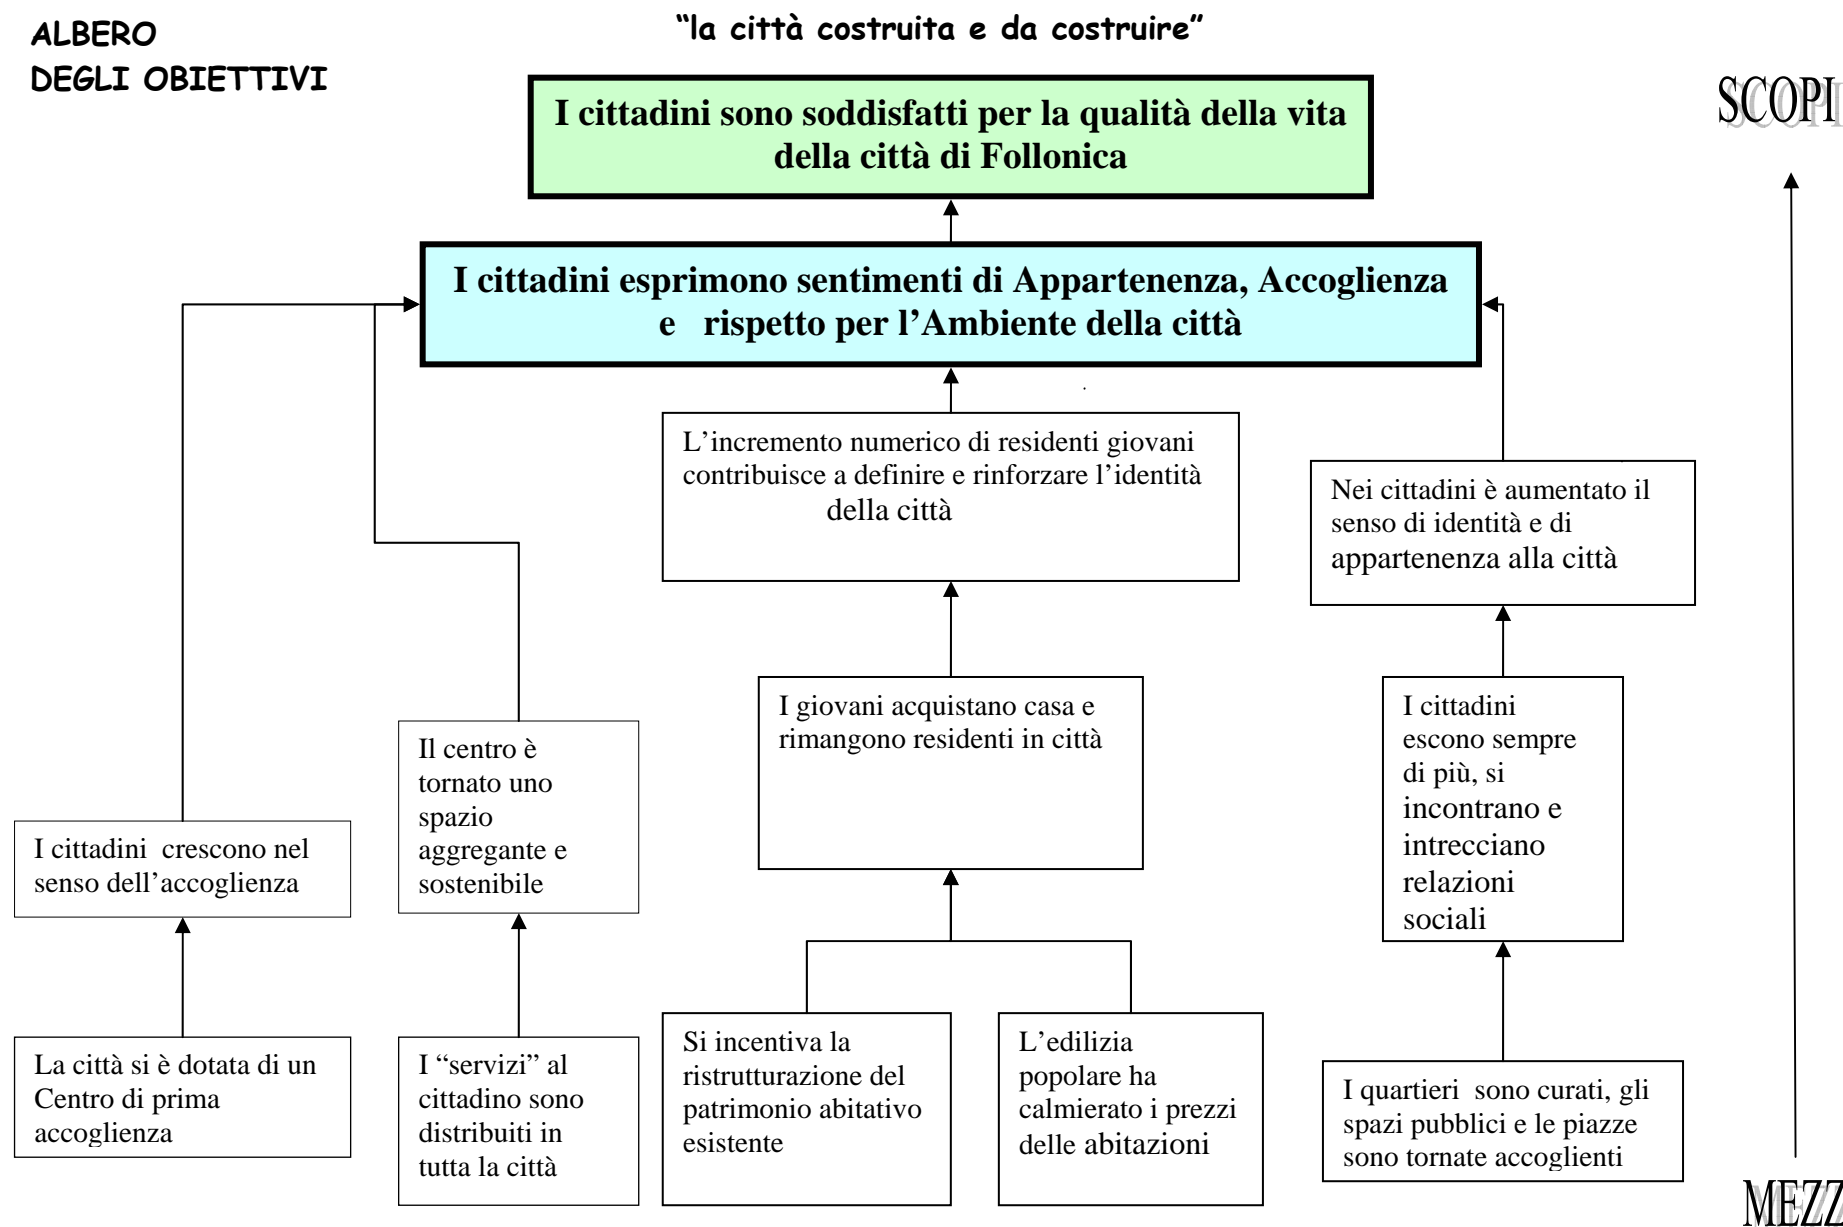 ALBERO
DEGLI OBIETTIVI
“la città costruita e da costruire”
SCOPI
I cittadini sono soddisfatti per la qualità della vita
della città di Follonica
I cittadini esprimono sentimenti di Appartenenza, Accoglienza
e rispetto per l’Ambiente della città
L’incremento numerico di residenti giovani
contribuisce a definire e rinforzare l’identità
della città
Nei cittadini è aumentato il
senso di identità e di
appartenenza alla città
I giovani acquistano casa e
rimangono residenti in città
I cittadini
escono sempre
di più, si
incontrano e
intrecciano
relazioni
sociali
Il centro è
tornato uno
spazio
aggregante e
sostenibile
I cittadini crescono nel
senso dell’accoglienza
La città si è dotata di un
Centro di prima
accoglienza
I “servizi” al
cittadino sono
distribuiti in
tutta la città
Si incentiva la
ristrutturazione del
patrimonio abitativo
esistente
L’edilizia
popolare ha
calmierato i prezzi
delle abitazioni
I quartieri sono curati, gli
spazi pubblici e le piazze
sono tornate accoglienti
MEZZ